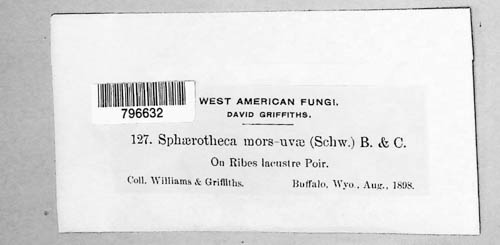 WEST AMERICAN FUNGI.
DAVID GRIFFITHS.
796632
127. Sphærotheca mors-uvæ (Schw.) B. & C.
On Ribes lacustre Poir.
Coll. Williams & Griffiths. Buffalo, Wyo., Aug., 1898.